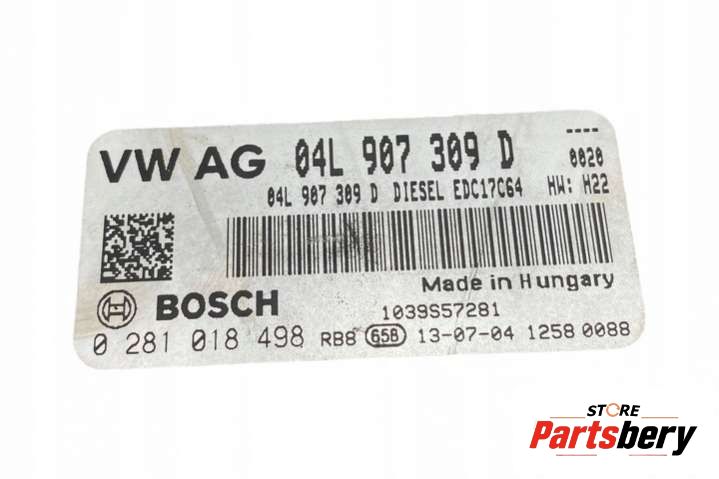 ----
VW AG 04L 907 309 D 0020
04L 907 309 D DIESEL EDC17C64 HW: H22
Made in Hungary
BOSCH 1039S57281
0 281 018 498 RB8 65B 13-07-04 1258 0088
STORE
Partsbery